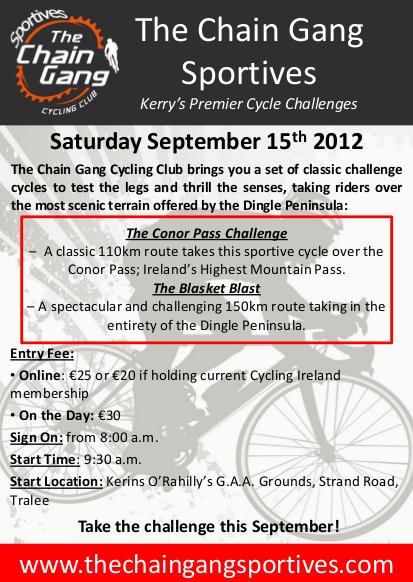 Sportives
The
Chain
Gang
CYCLING CLUB
The Chain Gang
Sportives
Kerry's Premier Cycle Challenges
Saturday September 15th 2012
The Chain Gang Cycling Club brings you a set of classic challenge
cycles to test the legs and thrill the senses, taking riders over
the most scenic terrain offered by the Dingle Peninsula:
The Conor Pass Challenge
– A classic 110km route takes this sportive cycle over the
Conor Pass; Ireland's Highest Mountain Pass.
The Blasket Blast
– A spectacular and challenging 150km route taking in the
entirety of the Dingle Peninsula.
Entry Fee:
• Online: €25 or €20 if holding current Cycling Ireland
membership
• On the Day: €30
Sign On: from 8:00 a.m.
Start Time: 9:30 a.m.
Start Location: Kerins O'Rahilly's G.A.A. Grounds, Strand Road,
Tralee
Take the challenge this September!
www.thechaingangsportives.com